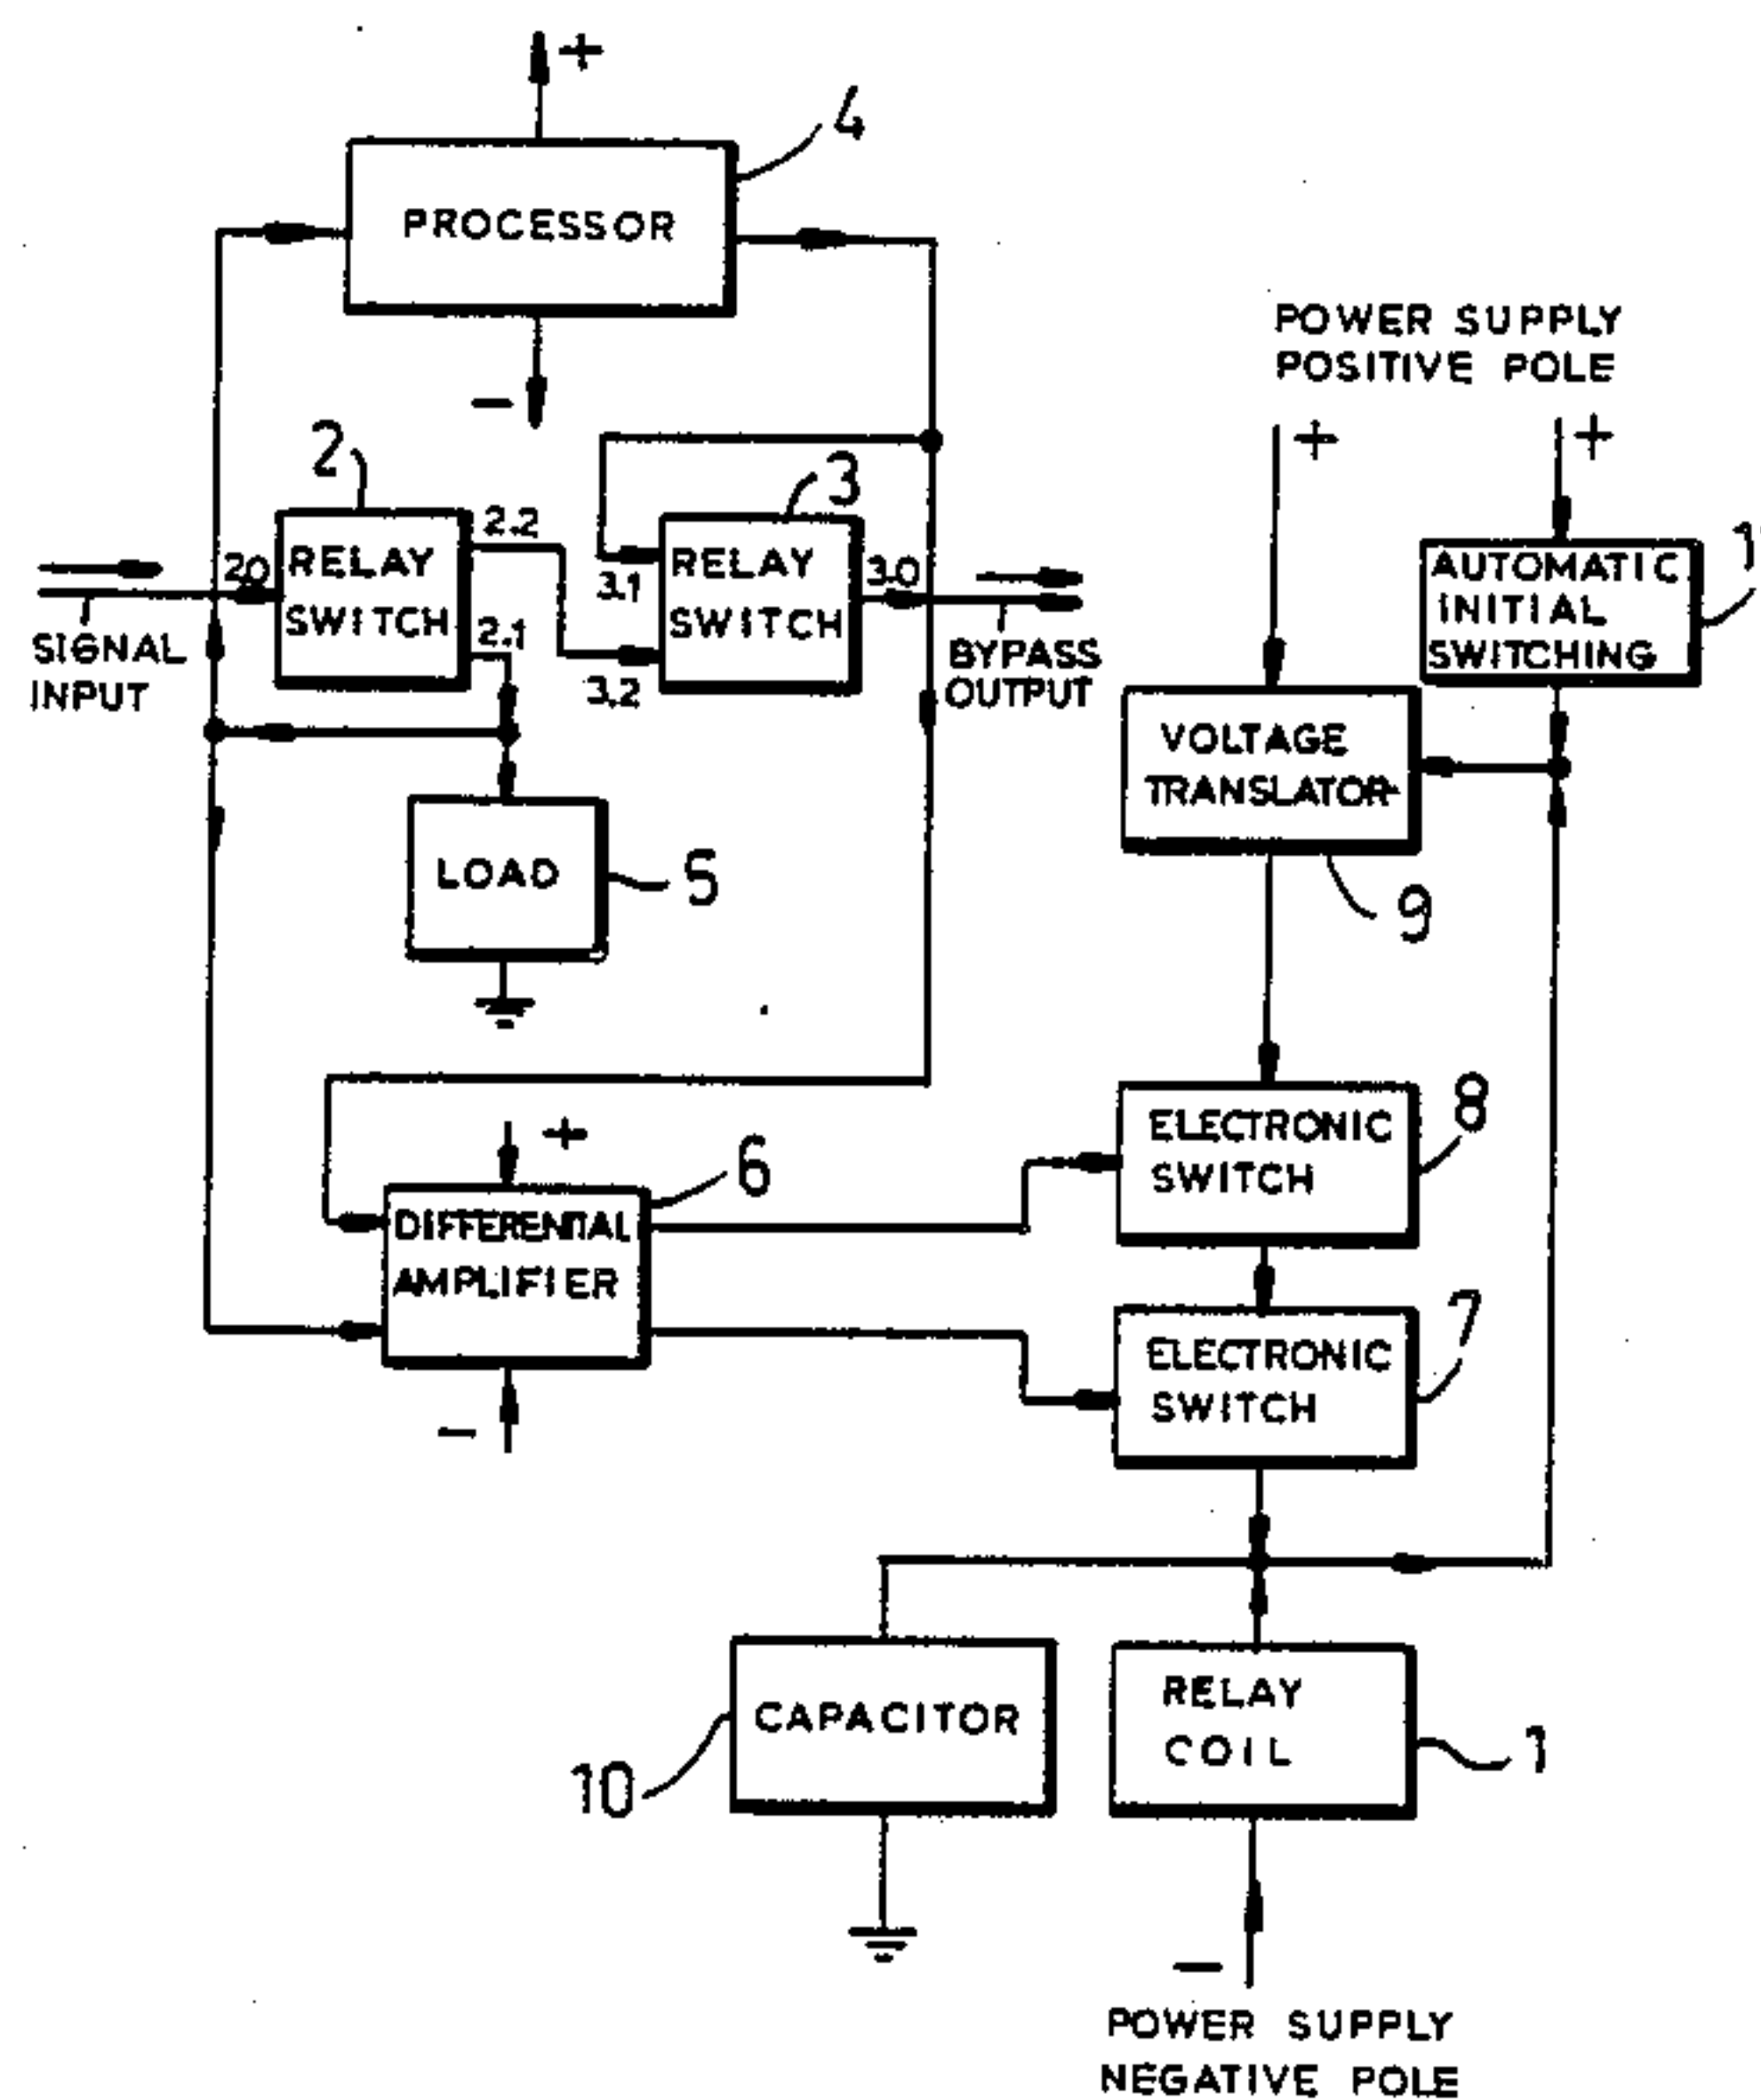 +
4
PROCESSOR
-
POWER SUPPLY
POSITIVE POLE
+
+
2
3
2.2
2.0
RELAY
SWITCH
2.1
3.1
3.2
RELAY
SWITCH
3.0
SIGNAL
INPUT
BYPASS
OUTPUT
AUTOMATIC
INITIAL
SWITCHING
VOLTAGE
TRANSLATOR
9
LOAD
5
ELECTRONIC
SWITCH
8
+
6
DIFFERENTIAL
AMPLIFIER
-
ELECTRONIC
SWITCH
7
CAPACITOR
10
RELAY
COIL
1
-
POWER SUPPLY
NEGATIVE POLE